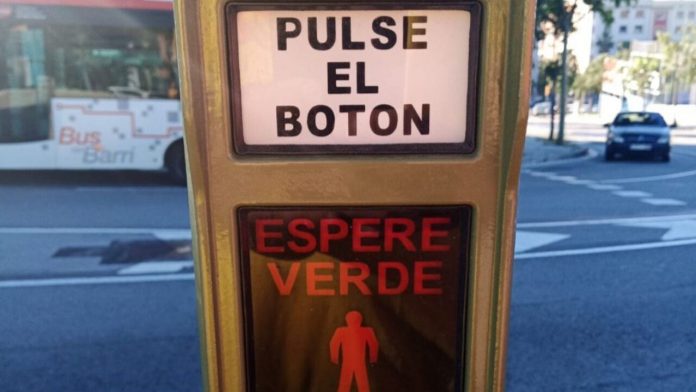 PULSE
EL
BOTON
ESPERE
VERDE
Bus
Barri